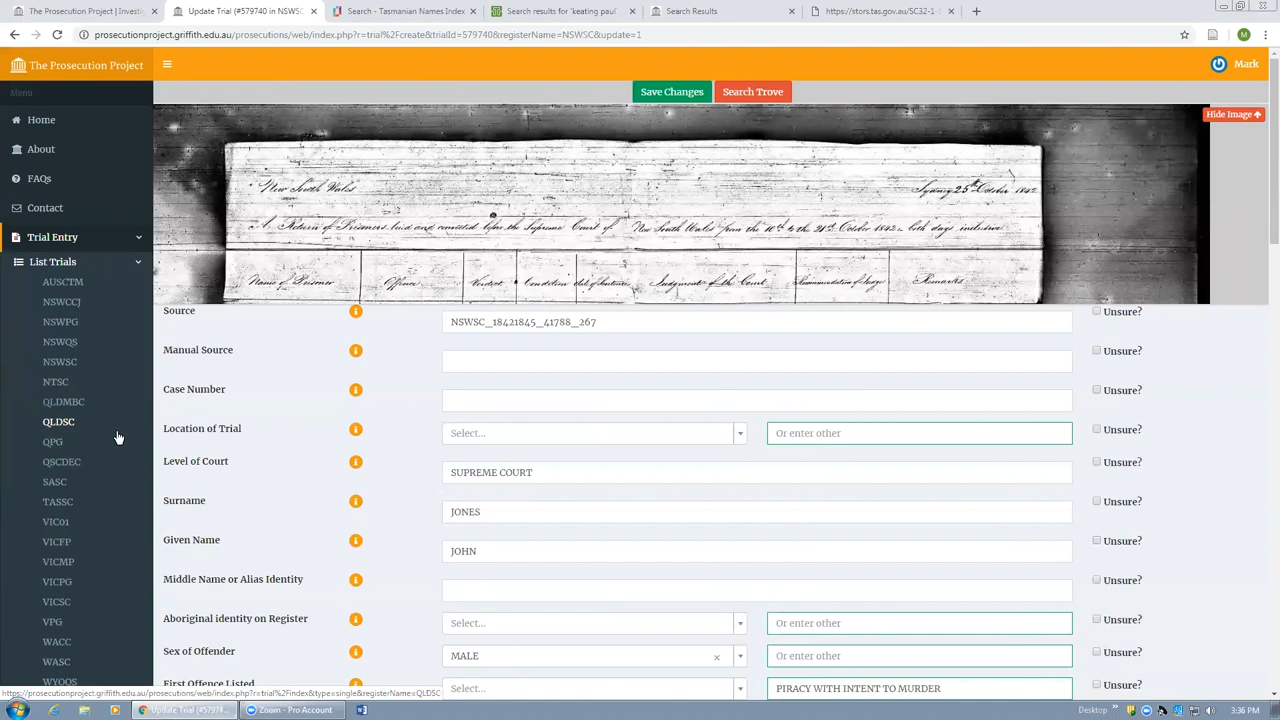 The Prosecution Project | Investig
Update Trial (#579740 in NSWSC
Search - Tasmanian Names Index
Search results for 'keating paul'
Search Results
https://stors.tas.gov.au/SC32-1-
prosecutionproject.griffith.edu.au/prosecutions/web/index.php?r=trial%2Fcreate&trialId=579740&registerName=NSWSC&update=1
M
The Prosecution Project
Mark
Menu
Save Changes
Search Trove
Hide Image
Home
About
FAQs
Contact
Trial Entry
List Trials
AUSCTM
NSWCCJ
NSWPG
NSWQS
NSWSC
NTSC
QLDMBC
QLDSC
QPG
QSCDEC
SASC
TASSC
VIC01
VICFP
VICMP
VICPG
VICSC
VPG
WACC
WASC
WYOQS
New South Wales
Sydney 25th October 1842
A Return of Prisoners tried and convicted before the Supreme Court of New South Wales from the 10th to the 21st October 1842 both days inclusive
Name of Prisoner
Offence
Verdict
Judgment of the Court
Remarks
Source
NSWSC_18421845_41788_267
Unsure?
Manual Source
Unsure?
Case Number
Unsure?
Location of Trial
Select...
Or enter other
Unsure?
Level of Court
SUPREME COURT
Unsure?
Surname
JONES
Unsure?
Given Name
JOHN
Unsure?
Middle Name or Alias Identity
Unsure?
Aboriginal identity on Register
Select...
Or enter other
Unsure?
Sex of Offender
MALE
×
Or enter other
Unsure?
First Offence Listed
Select...
PIRACY WITH INTENT TO MURDER
Unsure?
https://prosecutionproject.griffith.edu.au/prosecutions/web/index.php?r=trial%2Findex&type=single&registerName=QLDSC
Update Trial (#57974...
Zoom - Pro Account
Desktop
3:36 PM